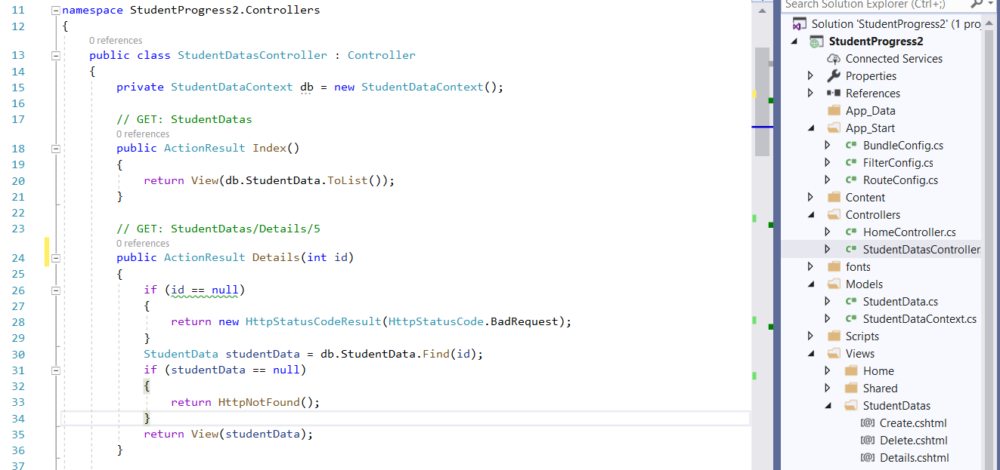 11 namespace StudentProgress2.Controllers
12 {
0 references
13 public class StudentDatasController : Controller
14 {
15 private StudentDataContext db = new StudentDataContext();
16
17 // GET: StudentDatas
0 references
18 public ActionResult Index()
19 {
20 return View(db.StudentData.ToList());
21 }
22
23 // GET: StudentDatas/Details/5
0 references
24 public ActionResult Details(int id)
25 {
26 if (id == null)
27 {
28 return new HttpStatusCodeResult(HttpStatusCode.BadRequest);
29 }
30 StudentData studentData = db.StudentData.Find(id);
31 if (studentData == null)
32 {
33 return HttpNotFound();
34 }
35 return View(studentData);
36 }
37
Search Solution Explorer (Ctrl+;)
Solution 'StudentProgress2' (1 proj
StudentProgress2
Connected Services
Properties
References
App_Data
App_Start
C# BundleConfig.cs
C# FilterConfig.cs
C# RouteConfig.cs
Content
Controllers
C# HomeController.cs
C# StudentDatasController.
fonts
Models
C# StudentData.cs
C# StudentDataContext.cs
Scripts
Views
Home
Shared
StudentDatas
[@] Create.cshtml
[@] Delete.cshtml
[@] Details.cshtml